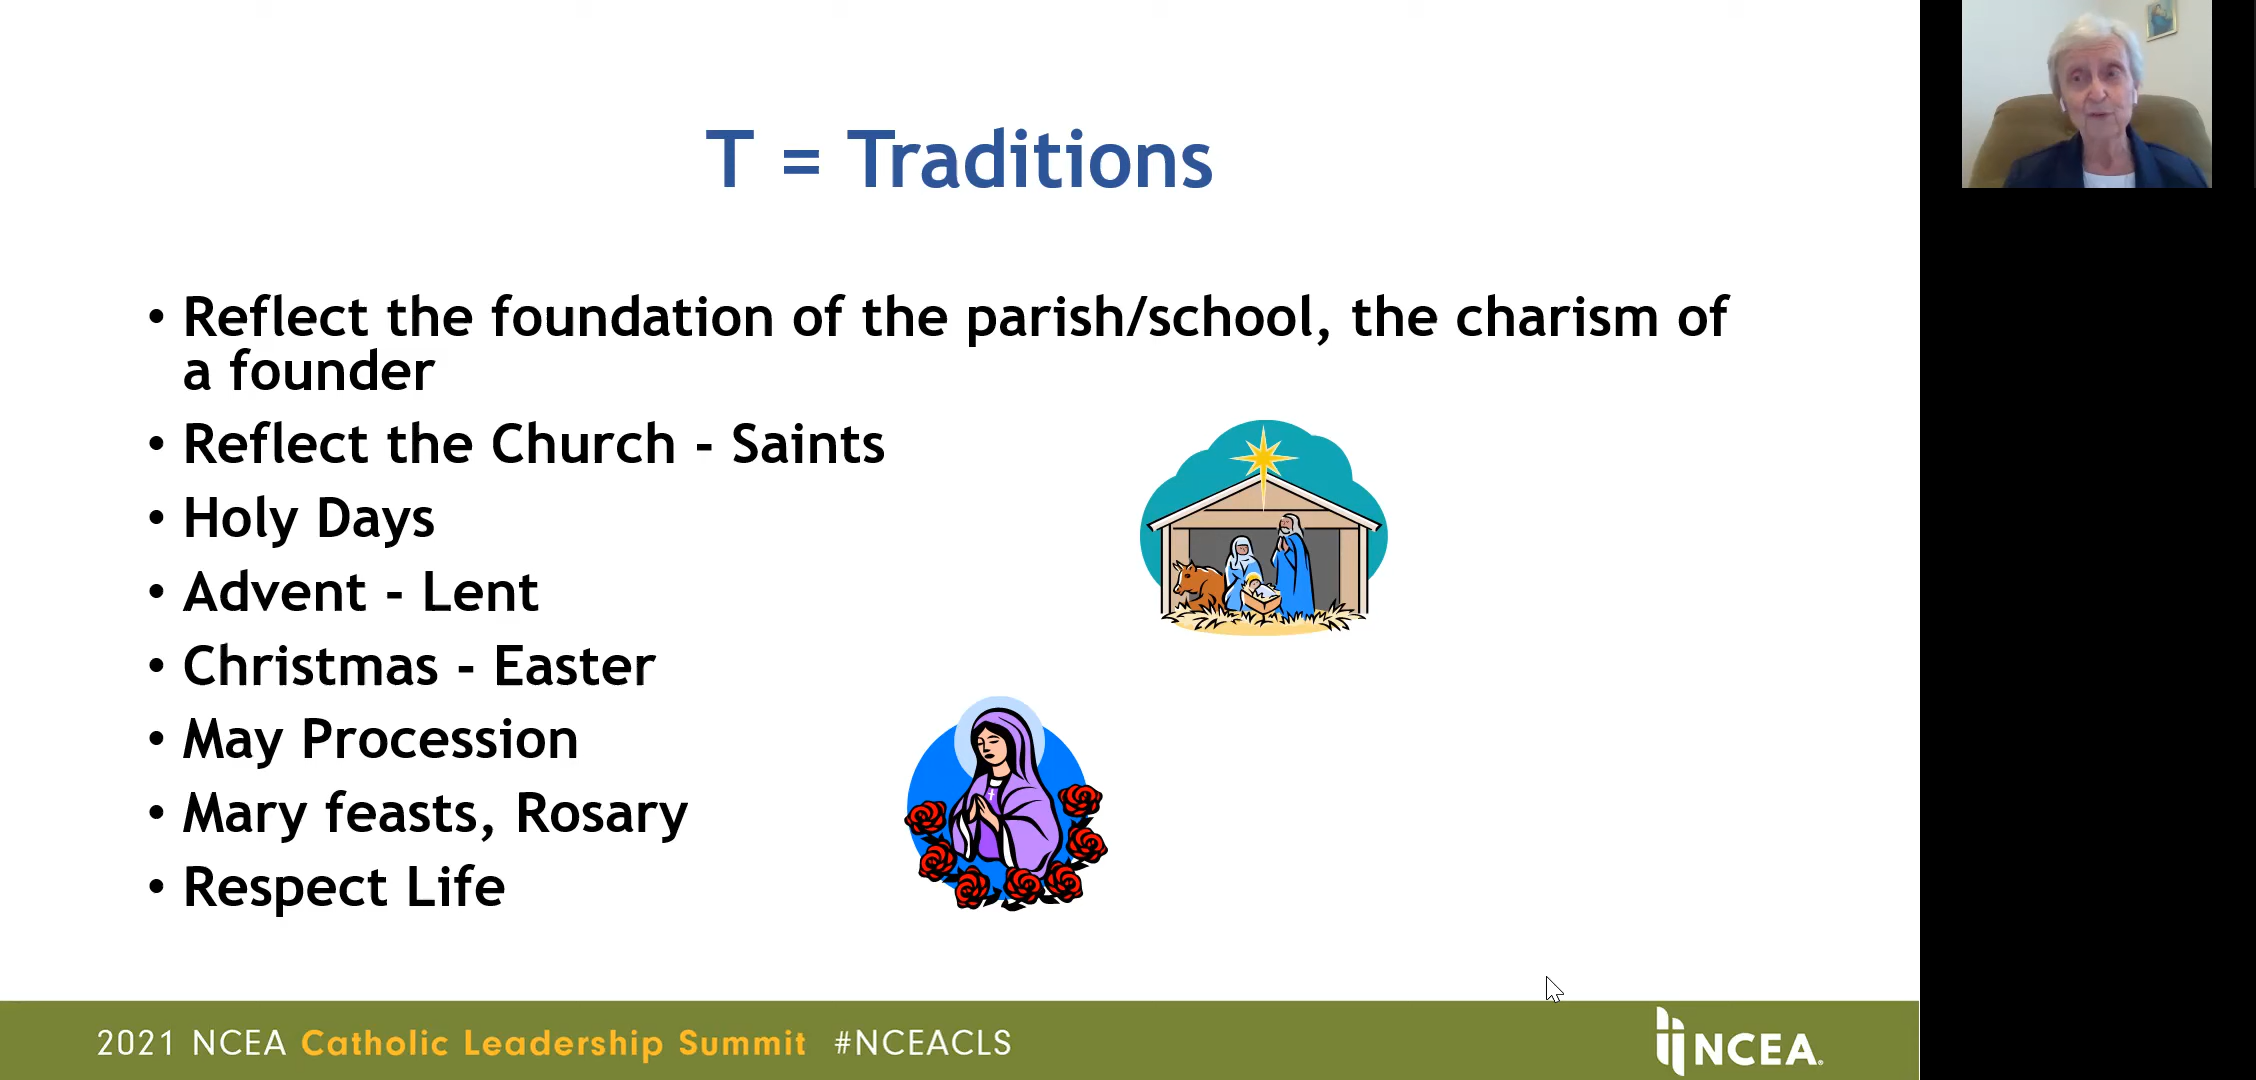 T = Traditions
• Reflect the foundation of the parish/school, the charism of
a founder
• Reflect the Church - Saints
• Holy Days
• Advent - Lent
• Christmas - Easter
• May Procession
• Mary feasts, Rosary
• Respect Life
2021 NCEA Catholic Leadership Summit #NCEACLS
NCEA